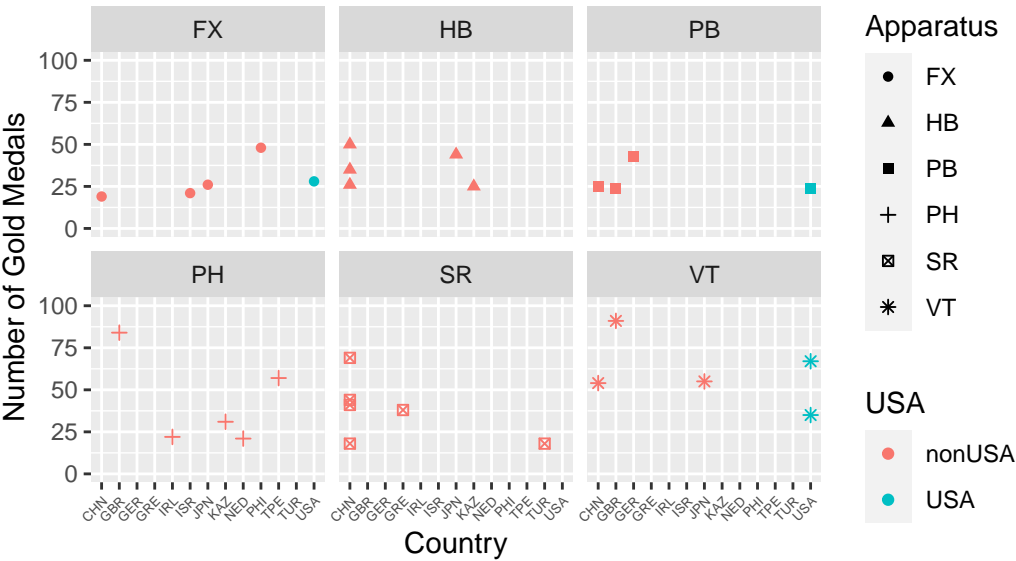 FX HB PB
100
75
50
25
0
PH SR VT
100
75
50
25
0
Number of Gold Medals
CHN GBR GER GRE IRL ISR JPN KAZ NED PHI TPE TUR USA
CHN GBR GER GRE IRL ISR JPN KAZ NED PHI TPE TUR USA
CHN GBR GER GRE IRL ISR JPN KAZ NED PHI TPE TUR USA
Country
Apparatus
FX
HB
PB
PH
SR
VT
USA
nonUSA
USA